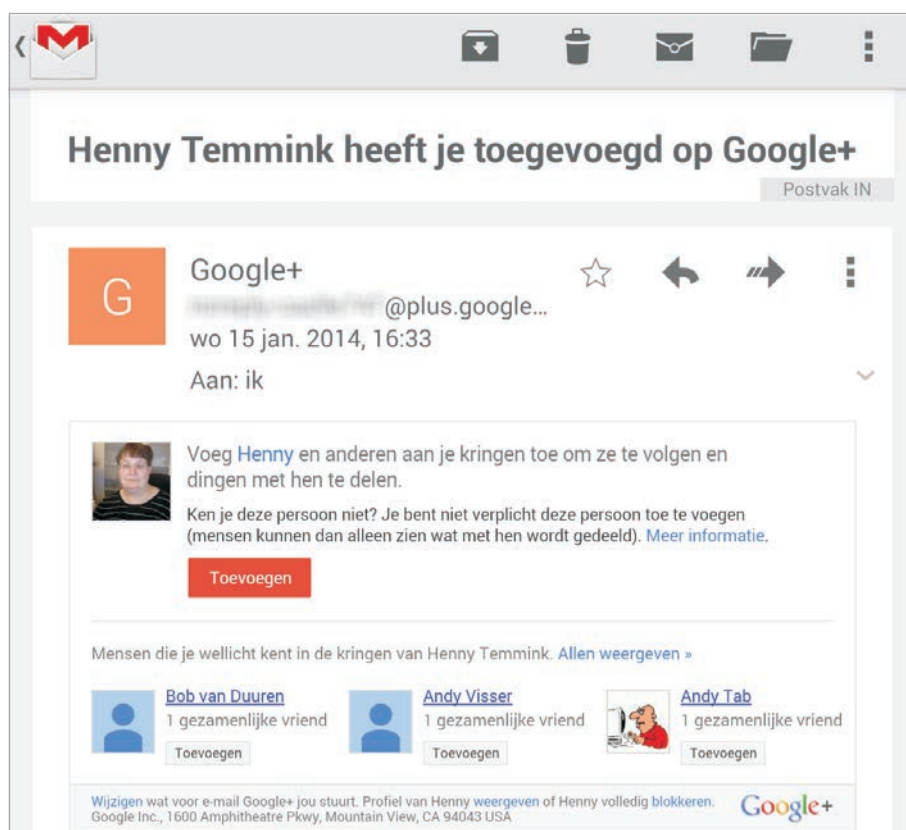 Henny Temmink heeft je toegevoegd op Google+
Postvak IN
G
Google+
@plus.google...
wo 15 jan. 2014, 16:33
Aan: ik
Voeg Henny en anderen aan je kringen toe om ze te volgen en
dingen met hen te delen.
Ken je deze persoon niet? Je bent niet verplicht deze persoon toe te voegen
(mensen kunnen dan alleen zien wat met hen wordt gedeeld). Meer informatie.
Toevoegen
Mensen die je wellicht kent in de kringen van Henny Temmink. Allen weergeven »
Bob van Duuren
1 gezamenlijke vriend
Toevoegen
Andy Visser
1 gezamenlijke vriend
Toevoegen
Andy Tab
1 gezamenlijke vriend
Toevoegen
Wijzigen wat voor e-mail Google+ jou stuurt. Profiel van Henny weergeven of Henny volledig blokkeren.
Google Inc., 1600 Amphitheatre Pkwy, Mountain View, CA 94043 USA
Google+